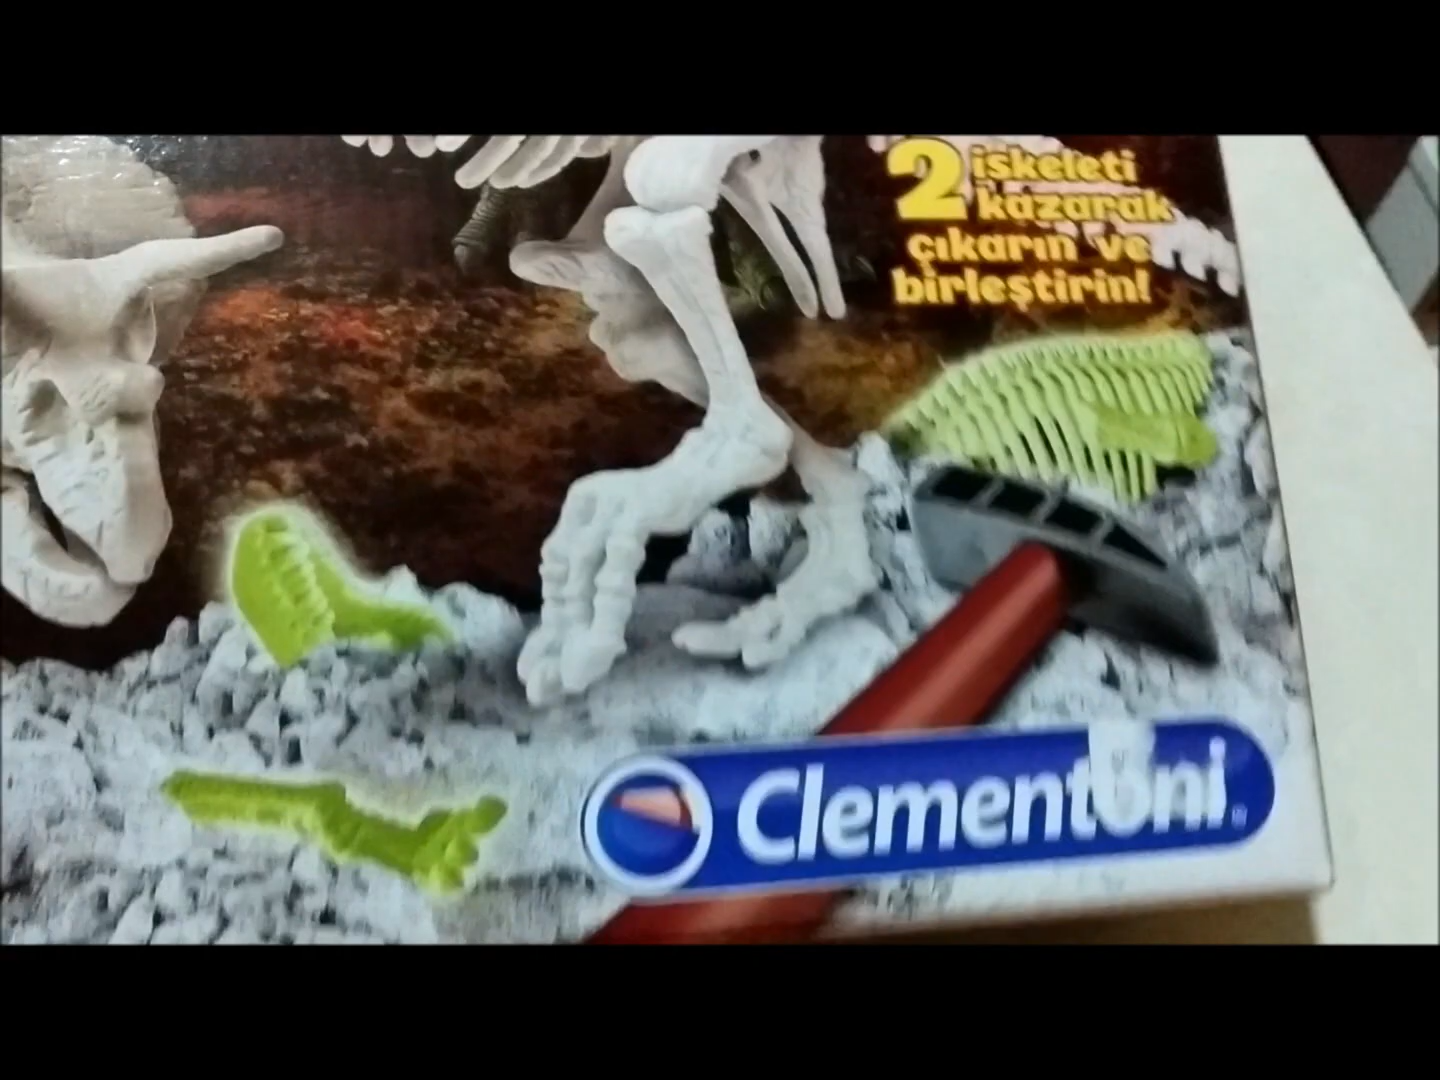 2 iskeleti
kazarak
çıkarın ve
birleştirin!
Clementoni